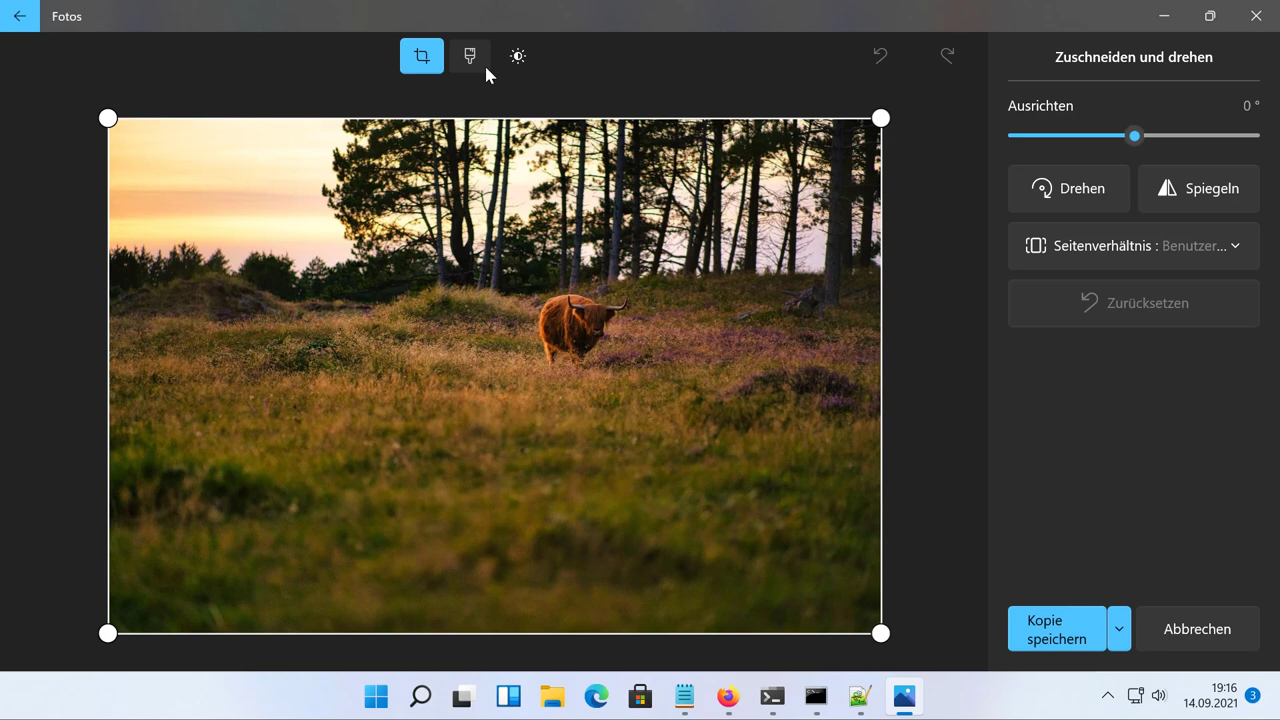 Fotos
Zuschneiden und drehen
Ausrichten 0 °
Drehen Spiegeln
Seitenverhältnis : Benutzer...
Zurücksetzen
Kopie
speichern
Abbrechen
09:16
14.09.2021
3